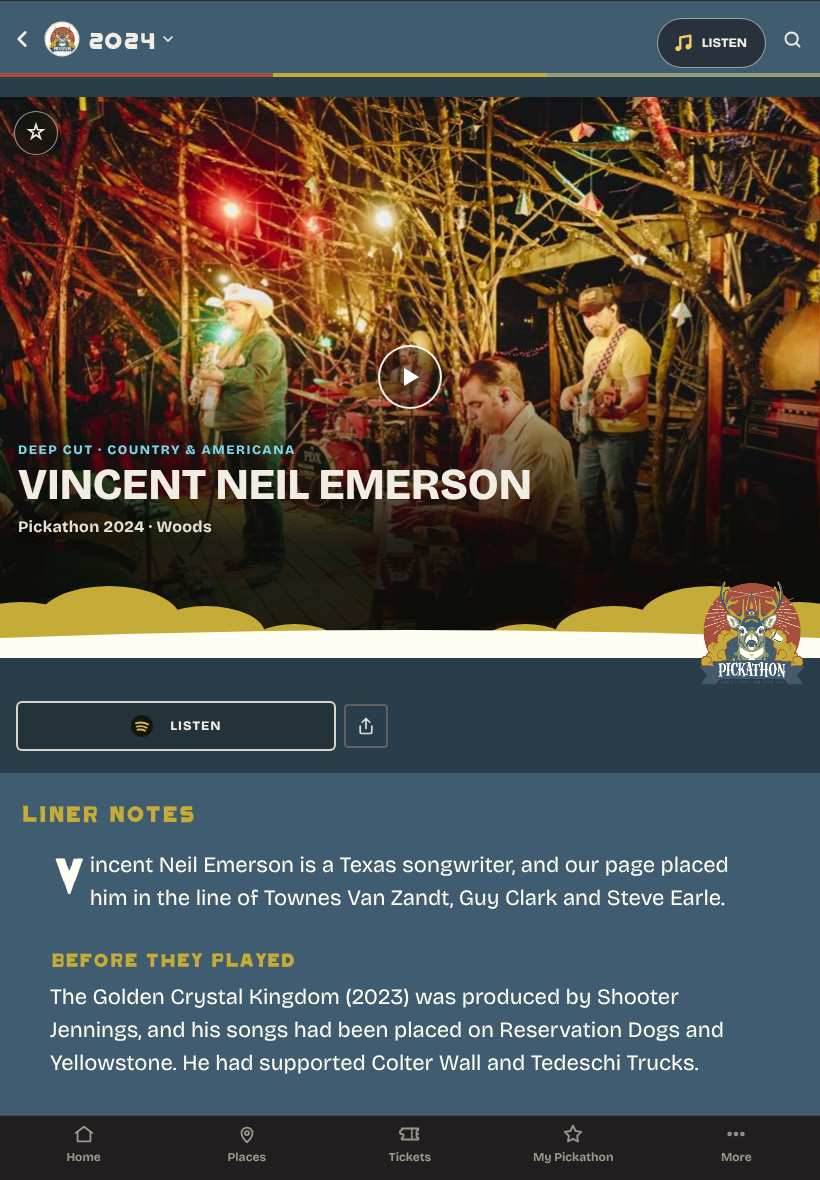 2024
LISTEN
DEEP CUT · COUNTRY & AMERICANA
VINCENT NEIL EMERSON
Pickathon 2024 · Woods
PICKATHON
LISTEN
LINER NOTES
Vincent Neil Emerson is a Texas songwriter, and our page placed
him in the line of Townes Van Zandt, Guy Clark and Steve Earle.
BEFORE THEY PLAYED
The Golden Crystal Kingdom (2023) was produced by Shooter
Jennings, and his songs had been placed on Reservation Dogs and
Yellowstone. He had supported Colter Wall and Tedeschi Trucks.
Home
Places
Tickets
My Pickathon
More